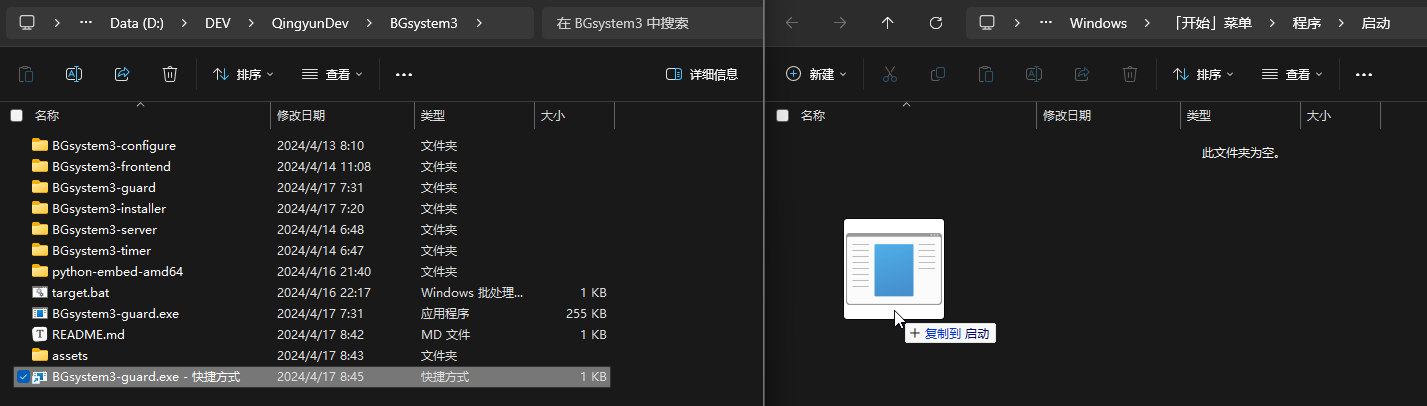 Data (D:) > DEV > QingyunDev > BGsystem3 >
在 BGsystem3 中搜索
排序 查看 ••• 详细信息
名称 修改日期 类型 大小
BGsystem3-configure 2024/4/13 8:10 文件夹
BGsystem3-frontend 2024/4/14 11:08 文件夹
BGsystem3-guard 2024/4/17 7:31 文件夹
BGsystem3-installer 2024/4/17 7:20 文件夹
BGsystem3-server 2024/4/14 6:48 文件夹
BGsystem3-timer 2024/4/14 6:47 文件夹
python-embed-amd64 2024/4/16 21:40 文件夹
target.bat 2024/4/16 22:17 Windows 批处理... 1 KB
BGsystem3-guard.exe 2024/4/17 7:31 应用程序 255 KB
README.md 2024/4/17 8:42 MD 文件 1 KB
assets 2024/4/17 8:43 文件夹
BGsystem3-guard.exe - 快捷方式 2024/4/17 8:45 快捷方式 1 KB
Windows > 「开始」菜单 > 程序 > 启动
新建 排序 查看 •••
名称 修改日期 类型 大小
此文件夹为空。
+ 复制到 启动